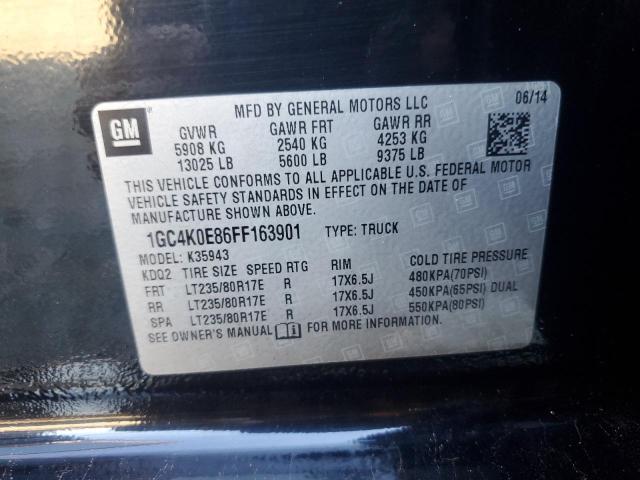 MFD BY GENERAL MOTORS LLC 06/14
GM
GVWR GAWR FRT GAWR RR
5908 KG 2540 KG 4253 KG
13025 LB 5600 LB 9375 LB
THIS VEHICLE CONFORMS TO ALL APPLICABLE U.S. FEDERAL MOTOR
VEHICLE SAFETY STANDARDS IN EFFECT ON THE DATE OF
MANUFACTURE SHOWN ABOVE.
1GC4K0E86FF163901 TYPE: TRUCK
MODEL: K35943
KDQ2 TIRE SIZE SPEED RTG RIM COLD TIRE PRESSURE
FRT LT235/80R17E R 17X6.5J 480KPA(70PSI)
RR LT235/80R17E R 17X6.5J 450KPA(65PSI) DUAL
SPA LT235/80R17E R 17X6.5J 550KPA(80PSI)
SEE OWNER'S MANUAL FOR MORE INFORMATION.